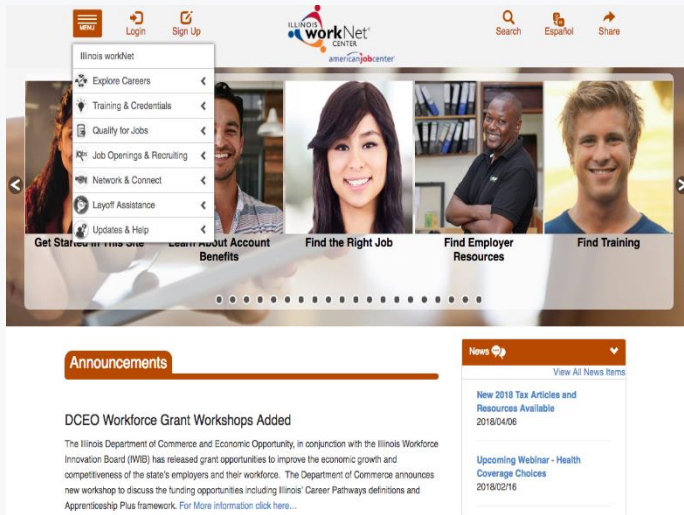 MENU
Login
Sign Up
ILLINOIS
workNet®
CENTER
americanjobcenter
Search
Español
Share
Illinois workNet
Explore Careers
Training & Credentials
Qualify for Jobs
Job Openings & Recruiting
Network & Connect
Layoff Assistance
Updates & Help
Get Started In This Site
Learn About Account
Benefits
Find the Right Job
Find Employer
Resources
Find Training
Announcements
DCEO Workforce Grant Workshops Added
The Illinois Department of Commerce and Economic Opportunity, in conjunction with the Illinois Workforce
Innovation Board (IWIB) has released grant opportunities to improve the economic growth and
competitiveness of the state's employers and their workforce. The Department of Commerce announces
new workshop to discuss the funding opportunities including Illinois' Career Pathways definitions and
Apprenticeship Plus framework. For More information click here...
News
View All News Items
New 2018 Tax Articles and
Resources Available
2018/04/06
Upcoming Webinar - Health
Coverage Choices
2018/02/16